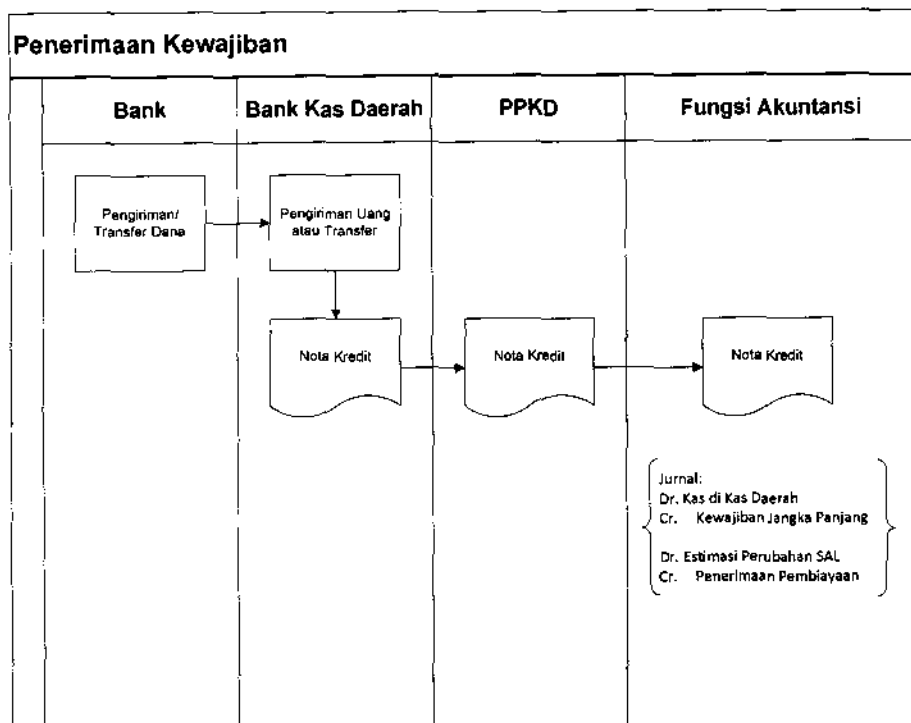 Penerimaan Kewajiban
Bank
Bank Kas Daerah
PPKD
Fungsi Akuntansi
Pengiriman/
Transfer Dana
Pengiriman Uang
atau Transfer
Nota Kredit
Nota Kredit
Nota Kredit
Jurnal:
Dr. Kas di Kas Daerah
Cr. Kewajiban Jangka Panjang
Dr. Estimasi Perubahan SAL
Cr. Penerimaan Pembiayaan